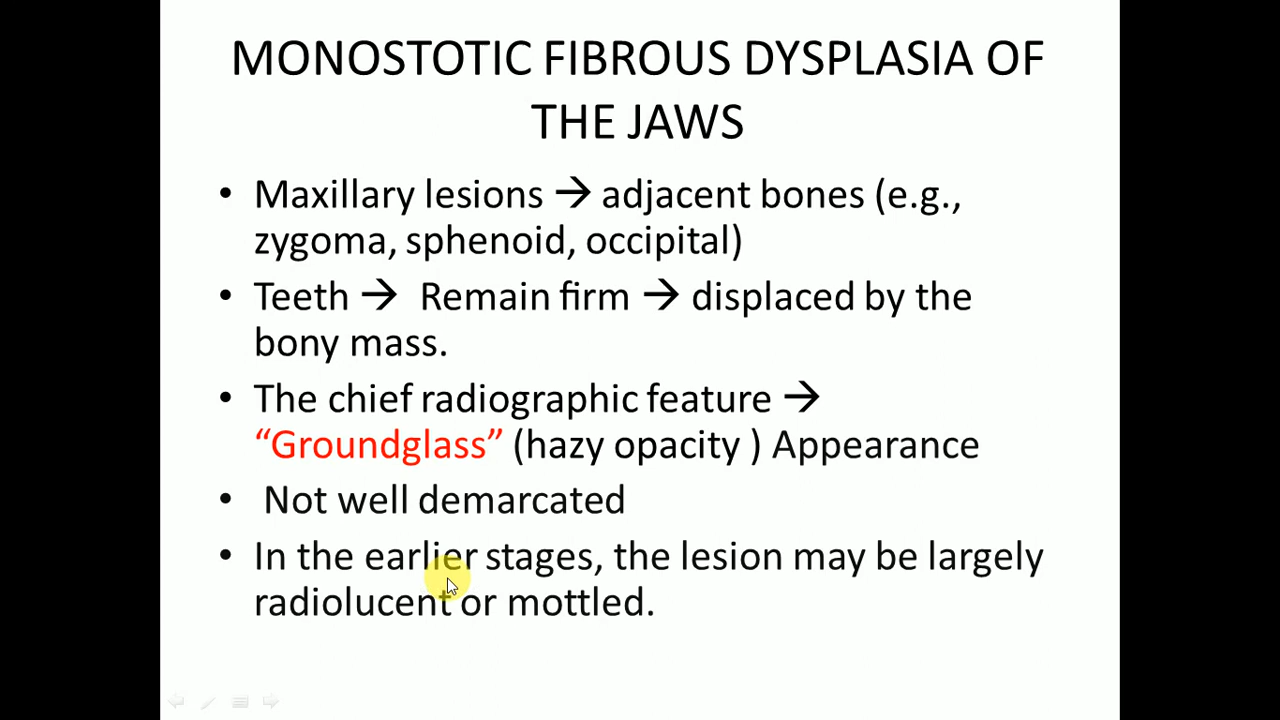 MONOSTOTIC FIBROUS DYSPLASIA OF
THE JAWS
• Maxillary lesions → adjacent bones (e.g.,
zygoma, sphenoid, occipital)
• Teeth → Remain firm → displaced by the
bony mass.
• The chief radiographic feature →
“Groundglass” (hazy opacity ) Appearance
• Not well demarcated
• In the earlier stages, the lesion may be largely
radiolucent or mottled.